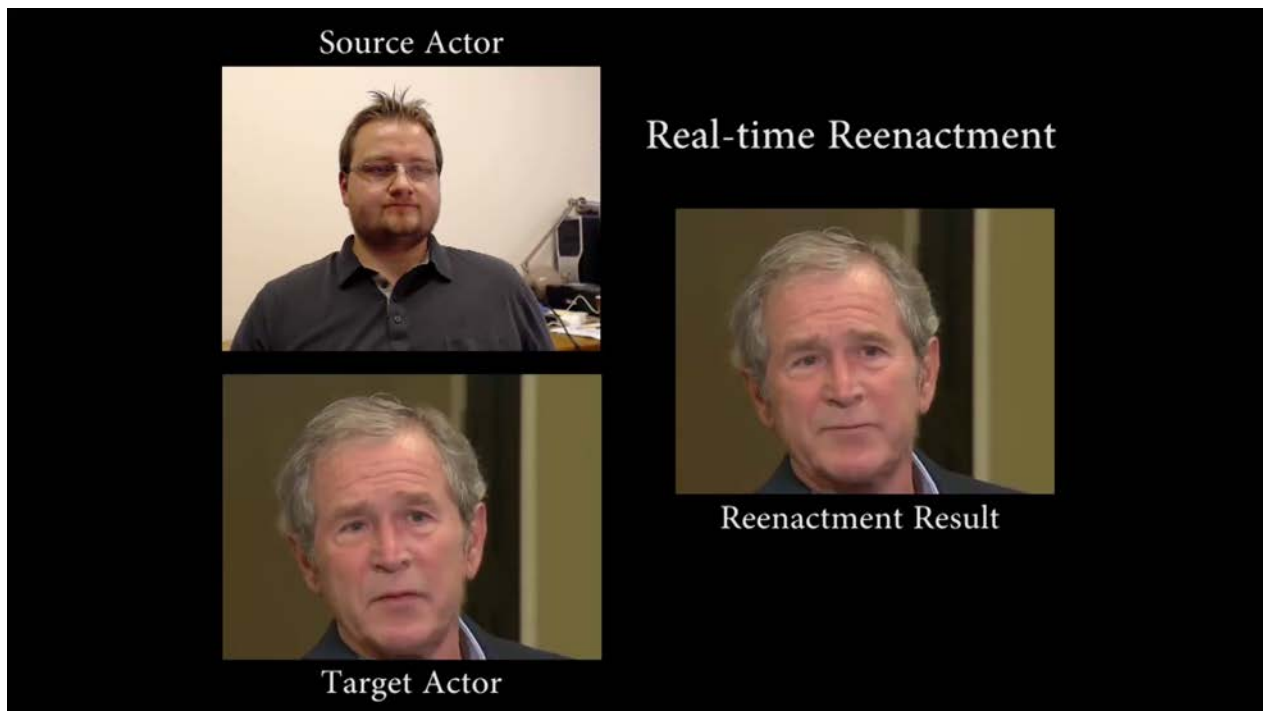 Source Actor
Real-time Reenactment
Reenactment Result
Target Actor